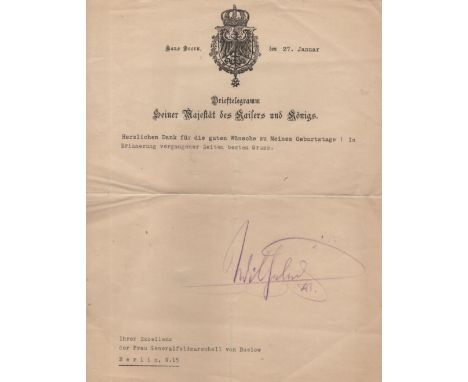 Haus Doorn, den 27. Januar
Brieftelegramm
Seiner Majestät des Kaisers und Königs.
Herzlichen Dank für die guten Wünsche zu Meinem Geburtstage ! In
Erinnerung vergangener Zeiten besten Gruss.
Wilhelm
Ihrer Exzellenz
der Frau Generalfeldmarschall von Buelow
Berlin, W.15